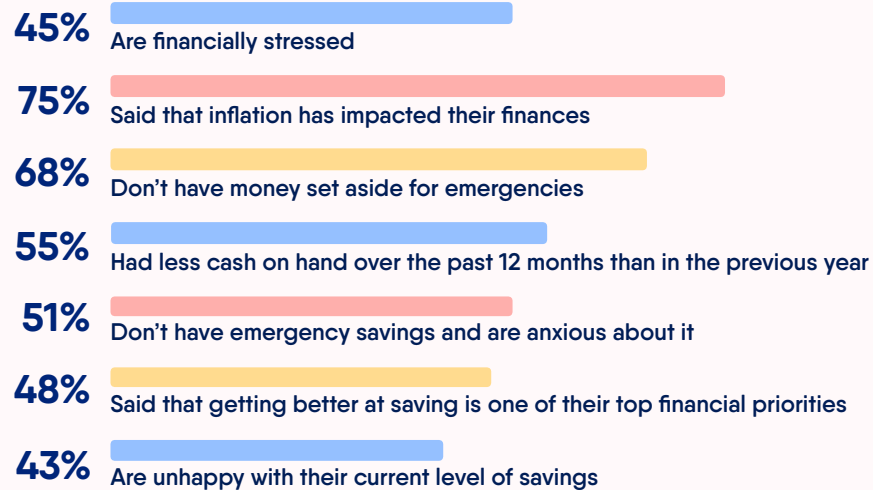 45%
Are financially stressed
75%
Said that inflation has impacted their finances
68%
Don’t have money set aside for emergencies
55%
Had less cash on hand over the past 12 months than in the previous year
51%
Don’t have emergency savings and are anxious about it
48%
Said that getting better at saving is one of their top financial priorities
43%
Are unhappy with their current level of savings